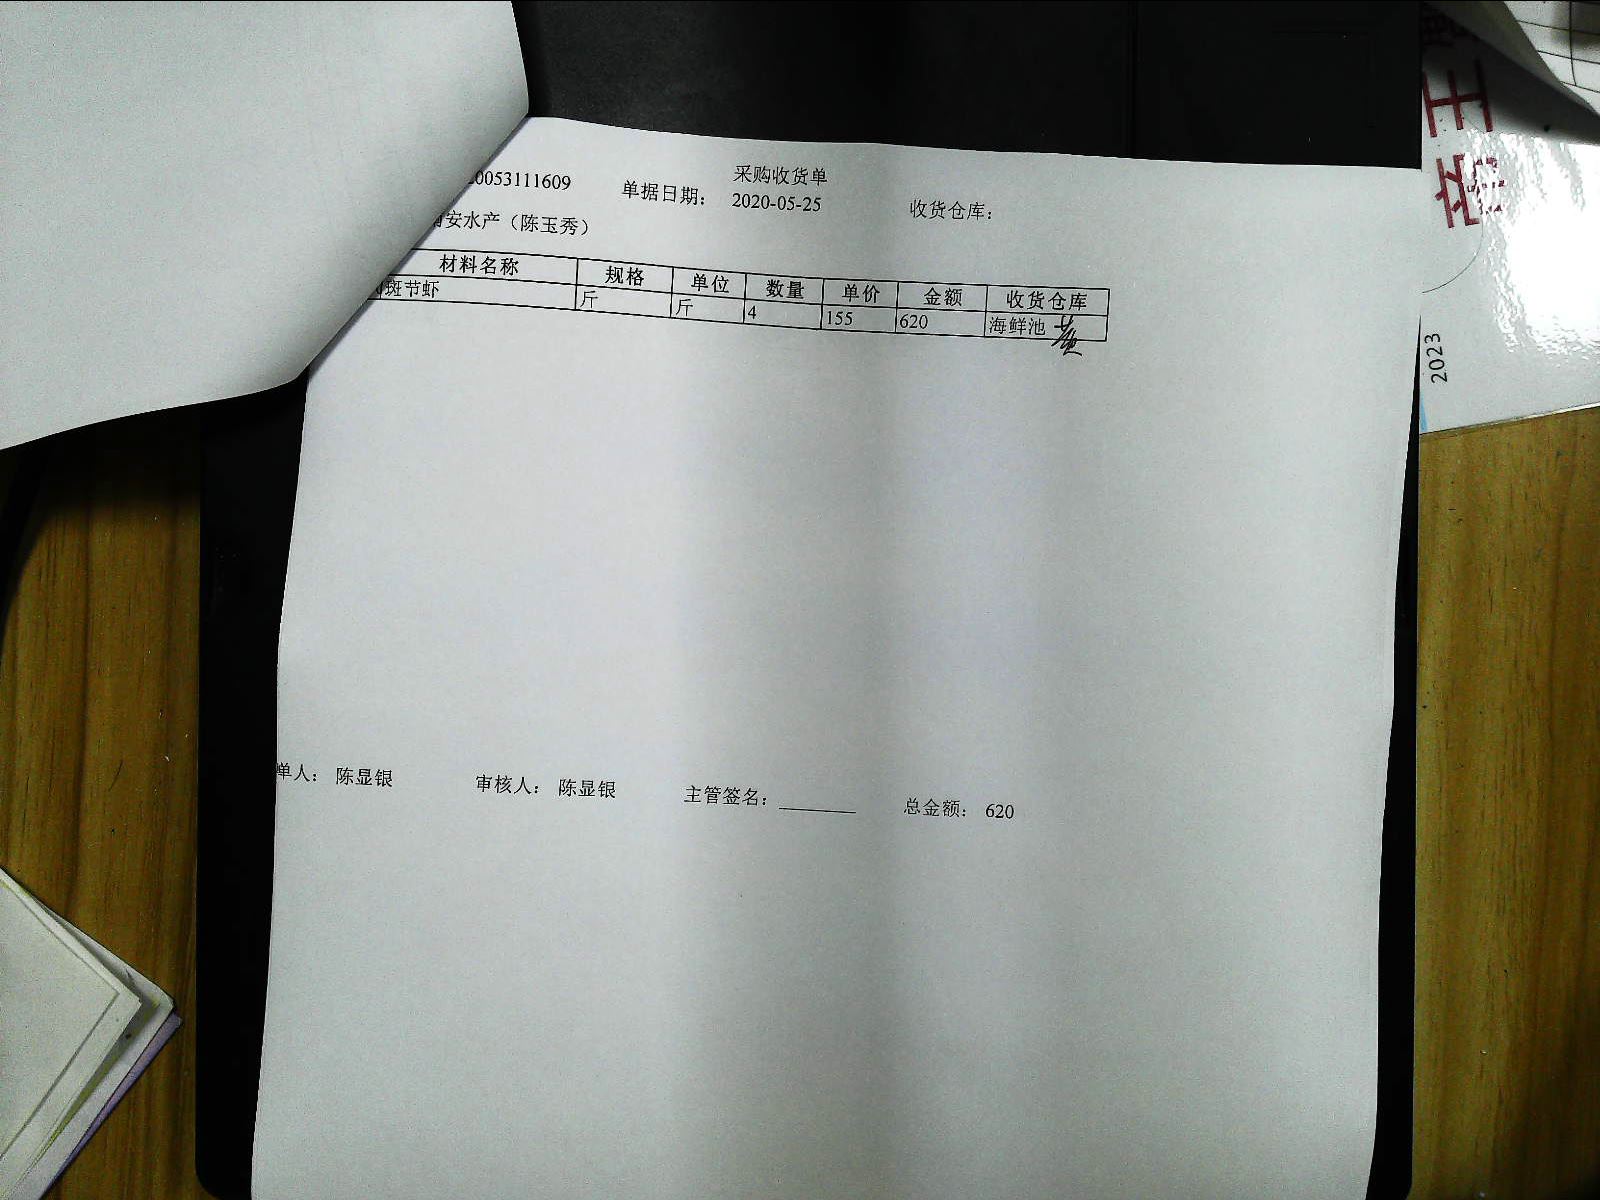 采购收货单
0053111609 单据日期： 2020-05-25 收货仓库：
安水产（陈玉秀）
材料名称 规格 单位 数量 单价 金额 收货仓库
斑节虾 斤 斤 4 155 620 海鲜池
单人： 陈显银 审核人： 陈显银 主管签名：________ 总金额： 620
2023